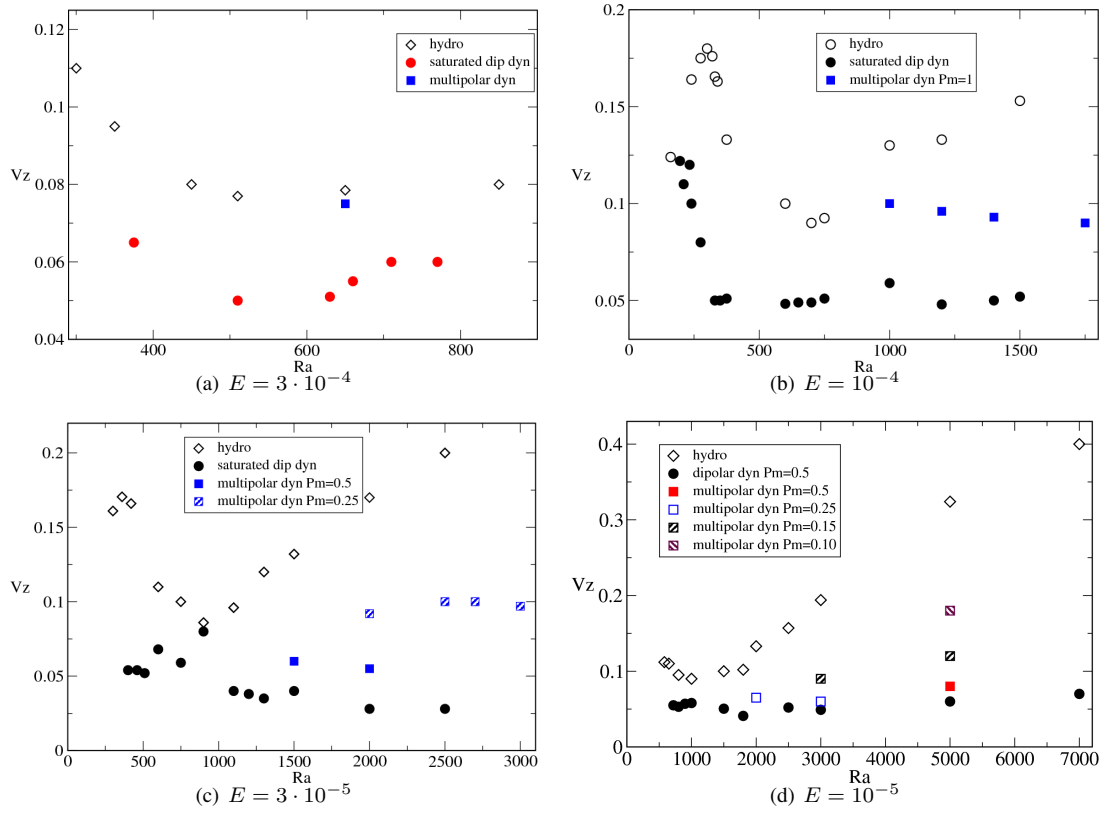 0.12
0.1
Vz 0.08
0.06
0.04
400 600 800
Ra
hydro
saturated dip dyn
multipolar dyn
(a) E = 3 · 10⁻⁴
0.2
0.15
Vz
0.1
0.05
0 500 1000 1500
Ra
hydro
saturated dip dyn
multipolar dyn Pm=1
(b) E = 10⁻⁴
0.2
0.15
Vz
0.1
0.05
0
0 500 1000 1500 2000 2500 3000
Ra
hydro
saturated dip dyn
multipolar dyn Pm=0.5
multipolar dyn Pm=0.25
(c) E = 3 · 10⁻⁵
0.4
0.3
Vz
0.2
0.1
0
0 1000 2000 3000 4000 5000 6000 7000
Ra
hydro
dipolar dyn Pm=0.5
multipolar dyn Pm=0.5
multipolar dyn Pm=0.25
multipolar dyn Pm=0.15
multipolar dyn Pm=0.10
(d) E = 10⁻⁵